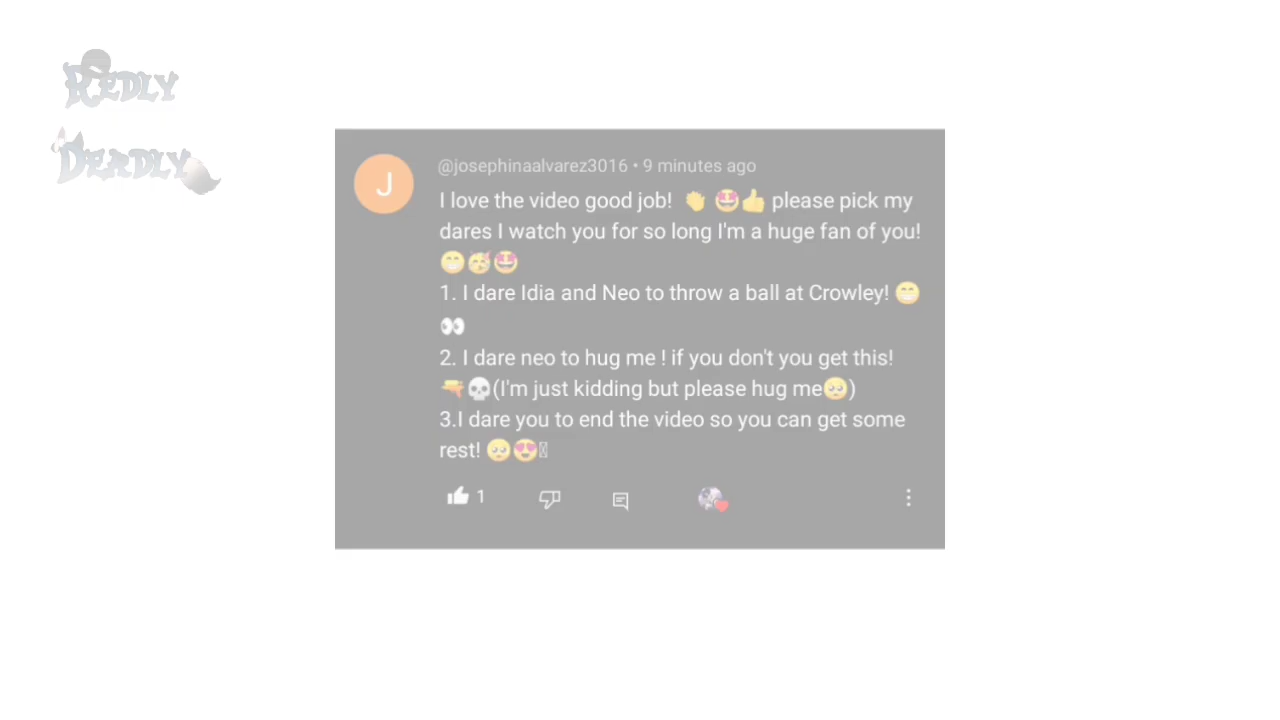 REDLY
DEADLY
@josephinaalvarez3016 • 9 minutes ago
J
I love the video good job! 👏 🤩👍 please pick my
dares I watch you for so long I'm a huge fan of you!
😁🥳🤩
1. I dare Idia and Neo to throw a ball at Crowley! 😁
👀
2. I dare neo to hug me ! if you don't you get this!
🔫💀(I'm just kidding but please hug me🥺)
3.I dare you to end the video so you can get some
rest! 🥺😍
1